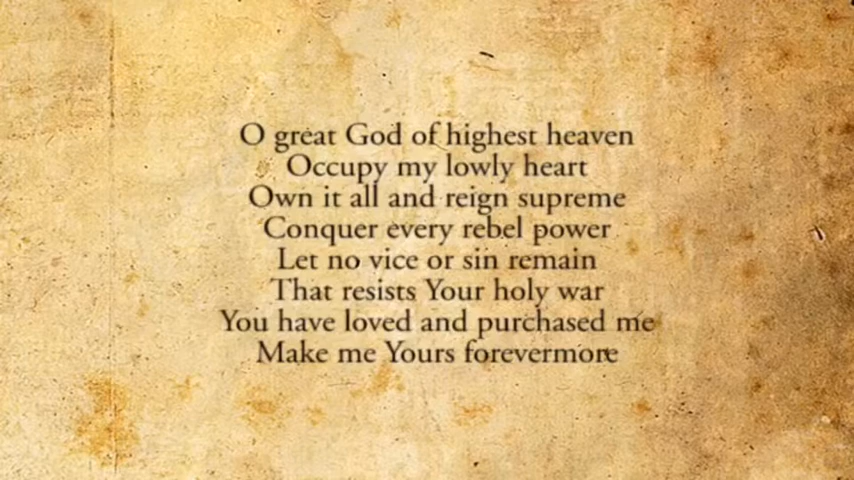 O great God of highest heaven
Occupy my lowly heart
Own it all and reign supreme
Conquer every rebel power
Let no vice or sin remain
That resists Your holy war
You have loved and purchased me
Make me Yours forevermore